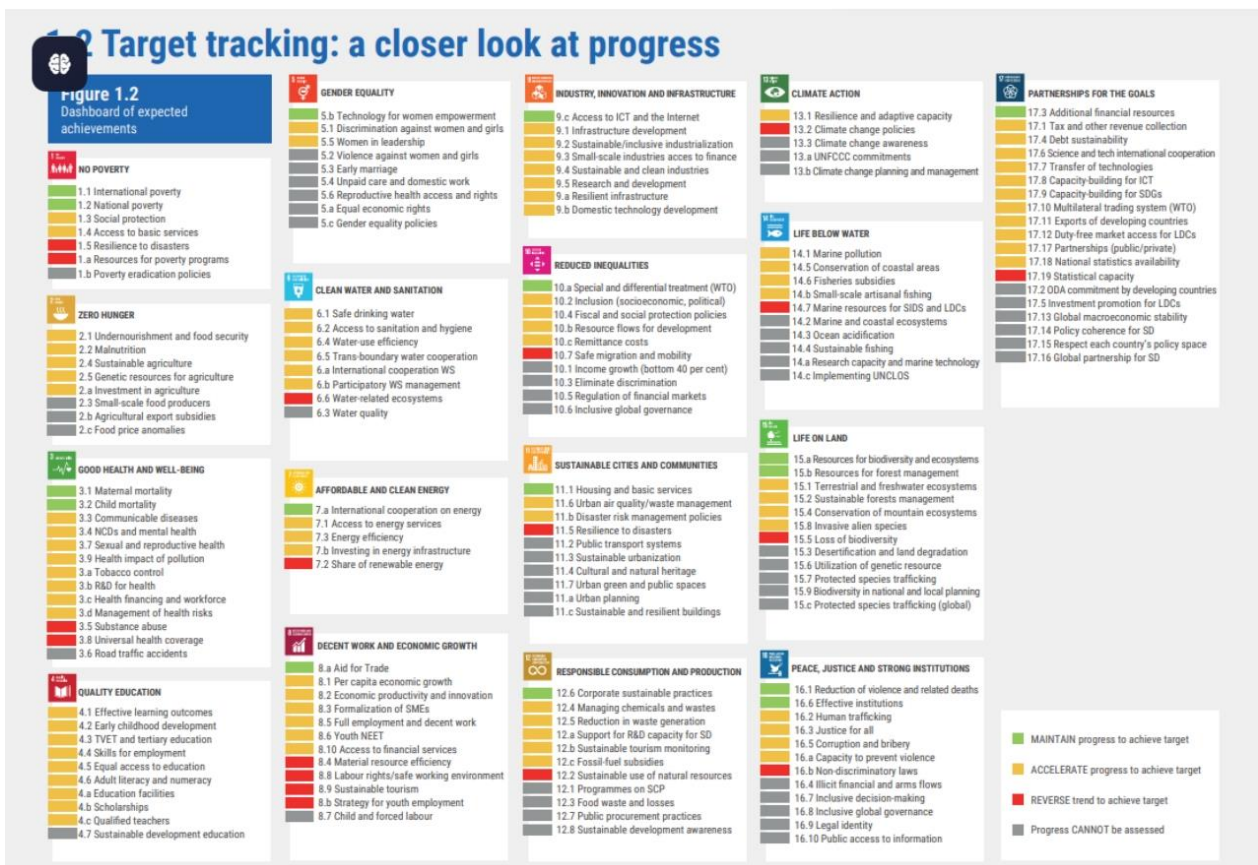 1.2 Target tracking: a closer look at progress
Figure 1.2
Dashboard of expected
achievements
NO POVERTY
1.1 International poverty
1.2 National poverty
1.3 Social protection
1.4 Access to basic services
1.5 Resilience to disasters
1.a Resources for poverty programs
1.b Poverty eradication policies
ZERO HUNGER
2.1 Undernourishment and food security
2.2 Malnutrition
2.4 Sustainable agriculture
2.5 Genetic resources for agriculture
2.a Investment in agriculture
2.3 Small-scale food producers
2.b Agricultural export subsidies
2.c Food price anomalies
GOOD HEALTH AND WELL-BEING
3.1 Maternal mortality
3.2 Child mortality
3.3 Communicable diseases
3.4 NCDs and mental health
3.7 Sexual and reproductive health
3.9 Health impact of pollution
3.a Tobacco control
3.b R&D for health
3.c Health financing and workforce
3.d Management of health risks
3.5 Substance abuse
3.8 Universal health coverage
3.6 Road traffic accidents
QUALITY EDUCATION
4.1 Effective learning outcomes
4.2 Early childhood development
4.3 TVET and tertiary education
4.4 Skills for employment
4.5 Equal access to education
4.6 Adult literacy and numeracy
4.a Education facilities
4.b Scholarships
4.c Qualified teachers
4.7 Sustainable development education
GENDER EQUALITY
5.b Technology for women empowerment
5.1 Discrimination against women and girls
5.5 Women in leadership
5.2 Violence against women and girls
5.3 Early marriage
5.4 Unpaid care and domestic work
5.6 Reproductive health access and rights
5.a Equal economic rights
5.c Gender equality policies
CLEAN WATER AND SANITATION
6.1 Safe drinking water
6.2 Access to sanitation and hygiene
6.4 Water-use efficiency
6.5 Trans-boundary water cooperation
6.a International cooperation WS
6.b Participatory WS management
6.6 Water-related ecosystems
6.3 Water quality
AFFORDABLE AND CLEAN ENERGY
7.a International cooperation on energy
7.1 Access to energy services
7.3 Energy efficiency
7.b Investing in energy infrastructure
7.2 Share of renewable energy
DECENT WORK AND ECONOMIC GROWTH
8.a Aid for Trade
8.1 Per capita economic growth
8.2 Economic productivity and innovation
8.3 Formalization of SMEs
8.5 Full employment and decent work
8.6 Youth NEET
8.10 Access to financial services
8.4 Material resource efficiency
8.8 Labour rights/safe working environment
8.9 Sustainable tourism
8.b Strategy for youth employment
8.7 Child and forced labour
INDUSTRY, INNOVATION AND INFRASTRUCTURE
9.c Access to ICT and the Internet
9.1 Infrastructure development
9.2 Sustainable/inclusive industrialization
9.3 Small-scale industries acces to finance
9.4 Sustainable and clean industries
9.5 Research and development
9.a Resilient infrastructure
9.b Domestic technology development
REDUCED INEQUALITIES
10.a Special and differential treatment (WTO)
10.2 Inclusion (socioeconomic, political)
10.4 Fiscal and social protection policies
10.b Resource flows for development
10.c Remittance costs
10.7 Safe migration and mobility
10.1 Income growth (bottom 40 per cent)
10.3 Eliminate discrimination
10.5 Regulation of financial markets
10.6 Inclusive global governance
SUSTAINABLE CITIES AND COMMUNITIES
11.1 Housing and basic services
11.6 Urban air quality/waste management
11.b Disaster risk management policies
11.5 Resilience to disasters
11.2 Public transport systems
11.3 Sustainable urbanization
11.4 Cultural and natural heritage
11.7 Urban green and public spaces
11.a Urban planning
11.c Sustainable and resilient buildings
RESPONSIBLE CONSUMPTION AND PRODUCTION
12.6 Corporate sustainable practices
12.4 Managing chemicals and wastes
12.5 Reduction in waste generation
12.a Support for R&D capacity for SD
12.b Sustainable tourism monitoring
12.c Fossil-fuel subsidies
12.2 Sustainable use of natural resources
12.1 Programmes on SCP
12.3 Food waste and losses
12.7 Public procurement practices
12.8 Sustainable development awareness
CLIMATE ACTION
13.1 Resilience and adaptive capacity
13.2 Climate change policies
13.3 Climate change awareness
13.a UNFCCC commitments
13.b Climate change planning and management
LIFE BELOW WATER
14.1 Marine pollution
14.5 Conservation of coastal areas
14.6 Fisheries subsidies
14.b Small-scale artisanal fishing
14.7 Marine resources for SIDS and LDCs
14.2 Marine and coastal ecosystems
14.3 Ocean acidification
14.4 Sustainable fishing
14.a Research capacity and marine technology
14.c Implementing UNCLOS
LIFE ON LAND
15.a Resources for biodiversity and ecosystems
15.b Resources for forest management
15.1 Terrestrial and freshwater ecosystems
15.2 Sustainable forests management
15.4 Conservation of mountain ecosystems
15.8 Invasive alien species
15.5 Loss of biodiversity
15.3 Desertification and land degradation
15.6 Utilization of genetic resource
15.7 Protected species trafficking
15.9 Biodiversity in national and local planning
15.c Protected species trafficking (global)
PEACE, JUSTICE AND STRONG INSTITUTIONS
16.1 Reduction of violence and related deaths
16.6 Effective institutions
16.2 Human trafficking
16.3 Justice for all
16.5 Corruption and bribery
16.a Capacity to prevent violence
16.b Non-discriminatory laws
16.4 Illicit financial and arms flows
16.7 Inclusive decision-making
16.8 Inclusive global governance
16.9 Legal identity
16.10 Public access to information
PARTNERSHIPS FOR THE GOALS
17.3 Additional financial resources
17.1 Tax and other revenue collection
17.4 Debt sustainability
17.6 Science and tech international cooperation
17.7 Transfer of technologies
17.8 Capacity-building for ICT
17.9 Capacity-building for SDGs
17.10 Multilateral trading system (WTO)
17.11 Exports of developing countries
17.12 Duty-free market access for LDCs
17.17 Partnerships (public/private)
17.18 National statistics availability
17.19 Statistical capacity
17.2 ODA commitment by developing countries
17.5 Investment promotion for LDCs
17.13 Global macroeconomic stability
17.14 Policy coherence for SD
17.15 Respect each country's policy space
17.16 Global partnership for SD
MAINTAIN progress to achieve target
ACCELERATE progress to achieve target
REVERSE trend to achieve target
Progress CANNOT be assessed